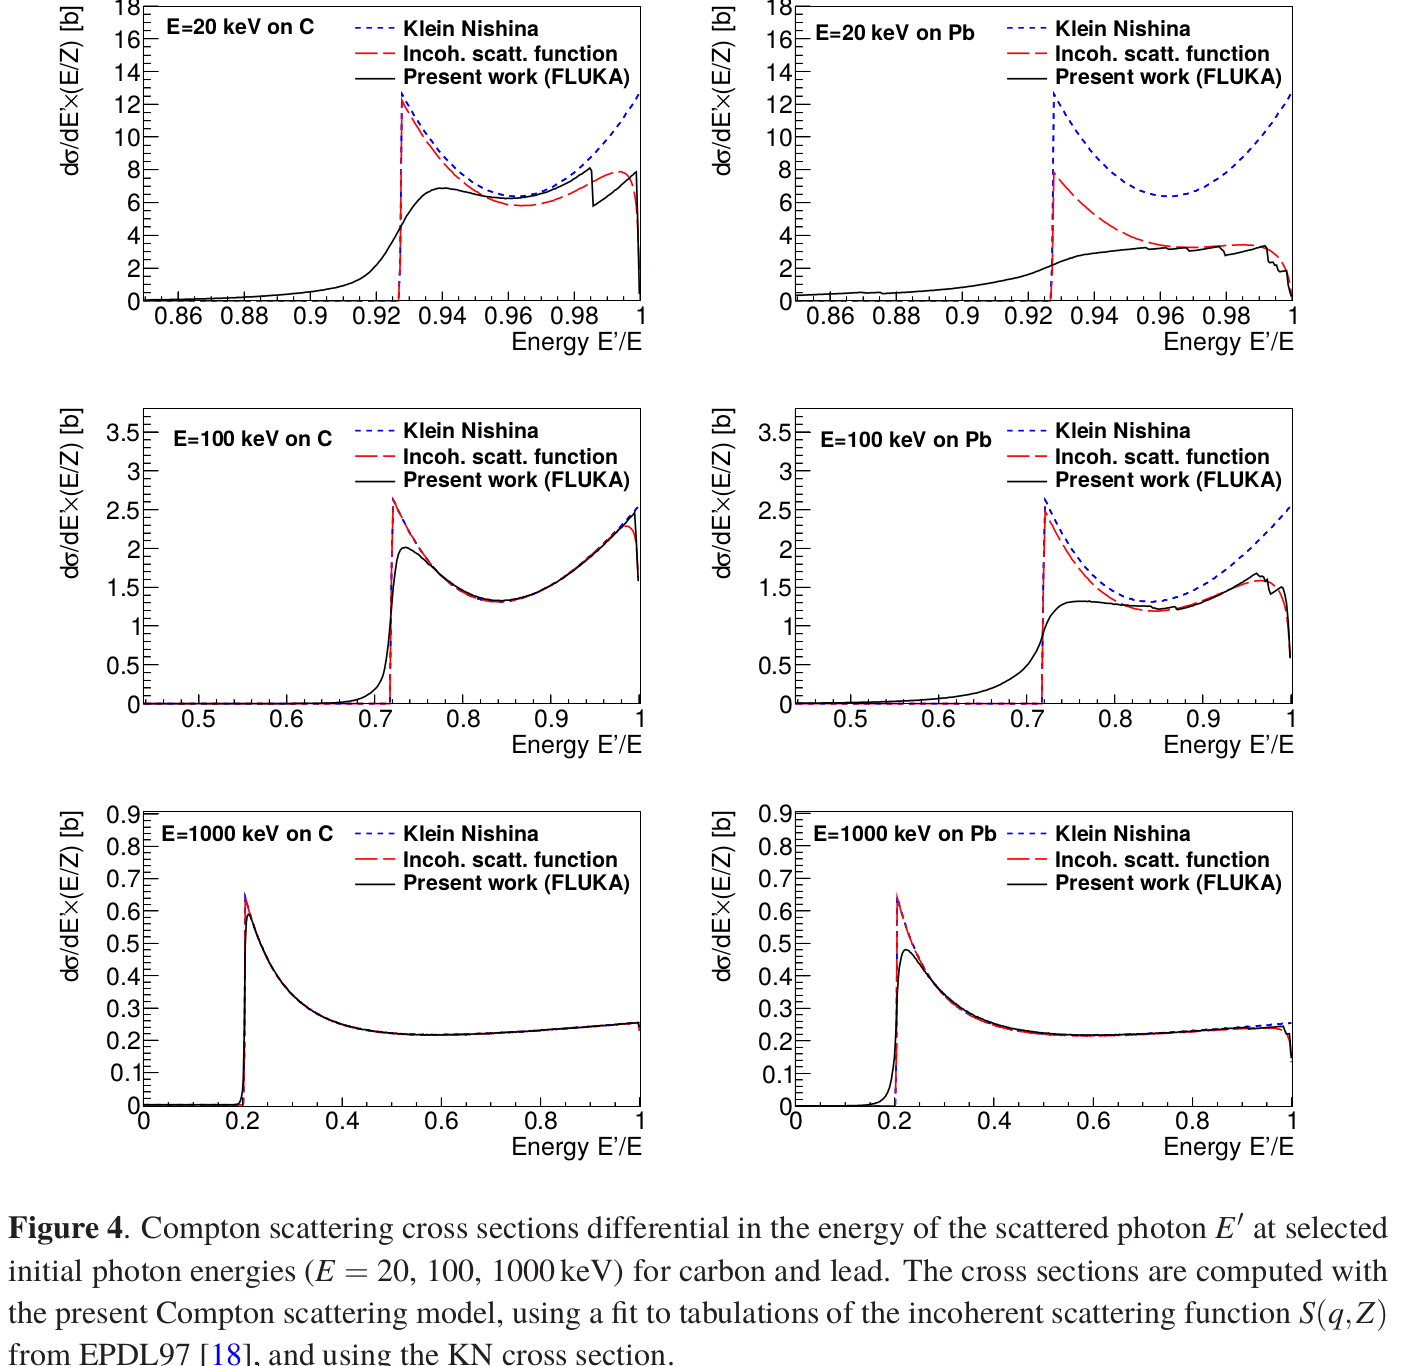 E=20 keV on C
Klein Nishina
Incoh. scatt. function
Present work (FLUKA)
dσ/dE'×(E/Z) [b]
18
16
14
12
10
8
6
4
2
0
0.86 0.88 0.9 0.92 0.94 0.96 0.98 1
Energy E'/E
E=20 keV on Pb
Klein Nishina
Incoh. scatt. function
Present work (FLUKA)
dσ/dE'×(E/Z) [b]
18
16
14
12
10
8
6
4
2
0
0.86 0.88 0.9 0.92 0.94 0.96 0.98 1
Energy E'/E
E=100 keV on C
Klein Nishina
Incoh. scatt. function
Present work (FLUKA)
dσ/dE'×(E/Z) [b]
3.5
3
2.5
2
1.5
1
0.5
0
0.5 0.6 0.7 0.8 0.9 1
Energy E'/E
E=100 keV on Pb
Klein Nishina
Incoh. scatt. function
Present work (FLUKA)
dσ/dE'×(E/Z) [b]
3.5
3
2.5
2
1.5
1
0.5
0
0.5 0.6 0.7 0.8 0.9 1
Energy E'/E
E=1000 keV on C
Klein Nishina
Incoh. scatt. function
Present work (FLUKA)
dσ/dE'×(E/Z) [b]
0.9
0.8
0.7
0.6
0.5
0.4
0.3
0.2
0.1
0
0 0.2 0.4 0.6 0.8 1
Energy E'/E
E=1000 keV on Pb
Klein Nishina
Incoh. scatt. function
Present work (FLUKA)
dσ/dE'×(E/Z) [b]
0.9
0.8
0.7
0.6
0.5
0.4
0.3
0.2
0.1
0
0 0.2 0.4 0.6 0.8 1
Energy E'/E
Figure 4. Compton scattering cross sections differential in the energy of the scattered photon E′ at selected
initial photon energies (E = 20, 100, 1000 keV) for carbon and lead. The cross sections are computed with
the present Compton scattering model, using a fit to tabulations of the incoherent scattering function S(q,Z)
from EPDL97 [18], and using the KN cross section.